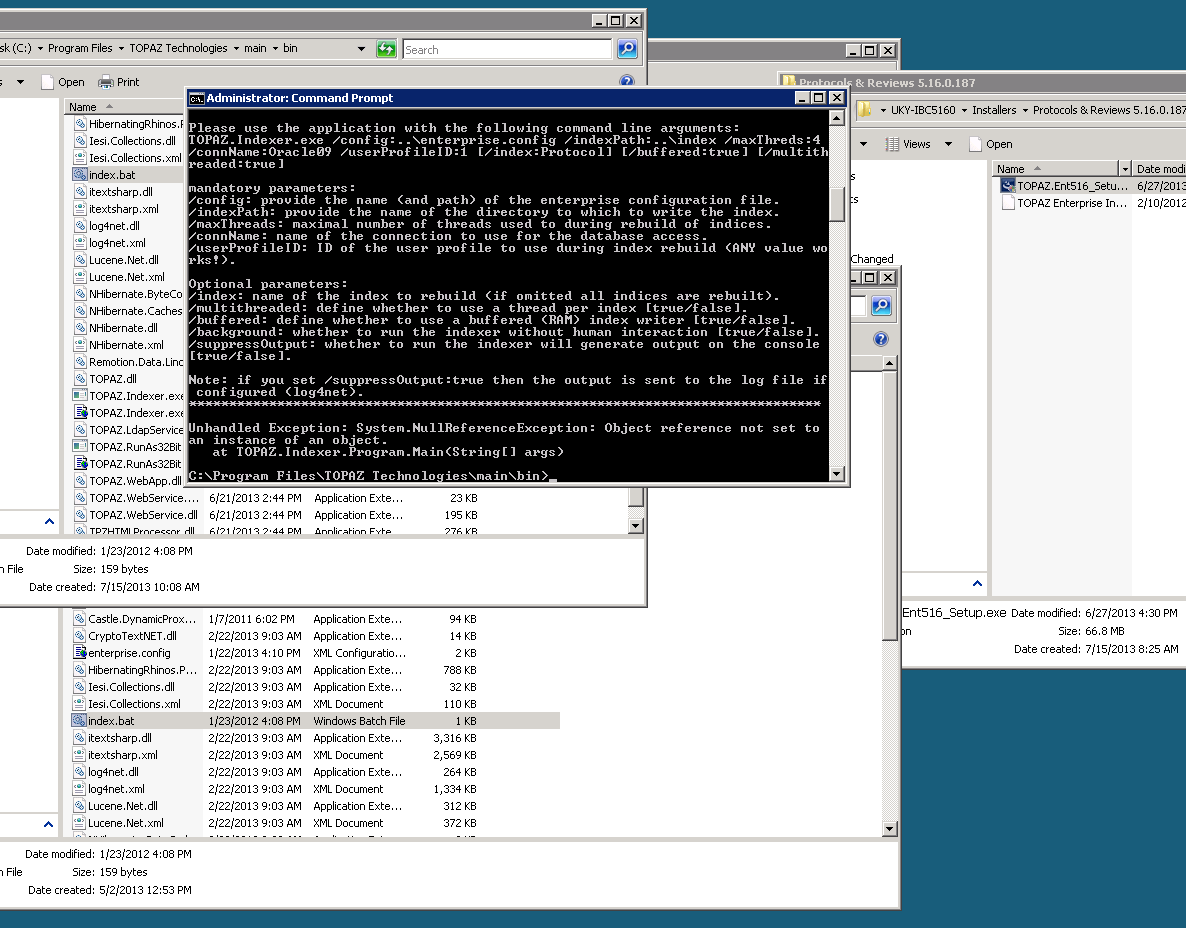 sk (C:) Program Files TOPAZ Technologies main bin
Search
Open Print
Name
HibernatingRhinos.P
Iesi.Collections.dll
Iesi.Collections.xml
index.bat
itextsharp.dll
itextsharp.xml
log4net.dll
log4net.xml
Lucene.Net.dll
Lucene.Net.xml
NHibernate.ByteCo
NHibernate.Caches
NHibernate.dll
NHibernate.xml
Remotion.Data.Linq
TOPAZ.dll
TOPAZ.Indexer.exe
TOPAZ.Indexer.exe
TOPAZ.LdapService
TOPAZ.RunAs32Bit
TOPAZ.RunAs32Bit
TOPAZ.WebApp.dll
TOPAZ.WebService.... 6/21/2013 2:44 PM Application Exte... 23 KB
TOPAZ.WebService.dll 6/21/2013 2:44 PM Application Exte... 195 KB
TPZHTMLProcessor.dll 6/21/2013 2:44 PM Application Exte... 276 KB
Date modified: 1/23/2012 4:08 PM
n File Size: 159 bytes
Date created: 7/15/2013 10:08 AM
Administrator: Command Prompt
Please use the application with the following command line arguments:
TOPAZ.Indexer.exe /config:..\enterprise.config /indexPath:..\index /maxThreds:4
/connName:Oracle09 /userProfileID:1 [/index:Protocol] [/buffered:true] [/multith
readed:true]
mandatory parameters:
/config: provide the name (and path) of the enterprise configuration file.
/indexPath: provide the name of the directory to which to write the index.
/maxThreads: maximal number of threads used to during rebuild of indices.
/connName: name of the connection to use for the database access.
/userProfileID: ID of the user profile to use during index rebuild (ANY value wo
rks!).
Optional parameters:
/index: name of the index to rebuild (if omitted all indices are rebuilt).
/multithreaded: define whether to use a thread per index [true/false].
/buffered: define whether to use a buffered (RAM) index writer [true/false].
/background: whether to run the indexer without human interaction [true/false].
/suppressOutput: whether to run the indexer will generate output on the console
[true/false].
Note: if you set /suppressOutput:true then the output is sent to the log file if
configured (log4net).
*******************************************************************************
Unhandled Exception: System.NullReferenceException: Object reference not set to
an instance of an object.
at TOPAZ.Indexer.Program.Main(String[] args)
C:\Program Files\TOPAZ Technologies\main\bin>_
Protocols & Reviews 5.16.0.187
UKY-IBC5160 Installers Protocols & Reviews 5.16.0.187
Views Open
Name Date modi
TOPAZ.Ent516_Setu... 6/27/2013
TOPAZ Enterprise In... 2/10/2012
Changed
Ent516_Setup.exe Date modified: 6/27/2013 4:30 PM
on Size: 66.8 MB
Date created: 7/15/2013 8:25 AM
Castle.DynamicProx... 1/7/2011 6:02 PM Application Exte... 94 KB
CryptoTextNET.dll 2/22/2013 9:03 AM Application Exte... 14 KB
enterprise.config 1/22/2013 4:10 PM XML Configuratio... 2 KB
HibernatingRhinos.P... 2/22/2013 9:03 AM Application Exte... 788 KB
Iesi.Collections.dll 2/22/2013 9:03 AM Application Exte... 32 KB
Iesi.Collections.xml 2/22/2013 9:03 AM XML Document 110 KB
index.bat 1/23/2012 4:08 PM Windows Batch File 1 KB
itextsharp.dll 2/22/2013 9:03 AM Application Exte... 3,316 KB
itextsharp.xml 2/22/2013 9:03 AM XML Document 2,569 KB
log4net.dll 2/22/2013 9:03 AM Application Exte... 264 KB
log4net.xml 2/22/2013 9:03 AM XML Document 1,334 KB
Lucene.Net.dll 2/22/2013 9:03 AM Application Exte... 312 KB
Lucene.Net.xml 2/22/2013 9:03 AM XML Document 372 KB
Date modified: 1/23/2012 4:08 PM
n File Size: 159 bytes
Date created: 5/2/2013 12:53 PM